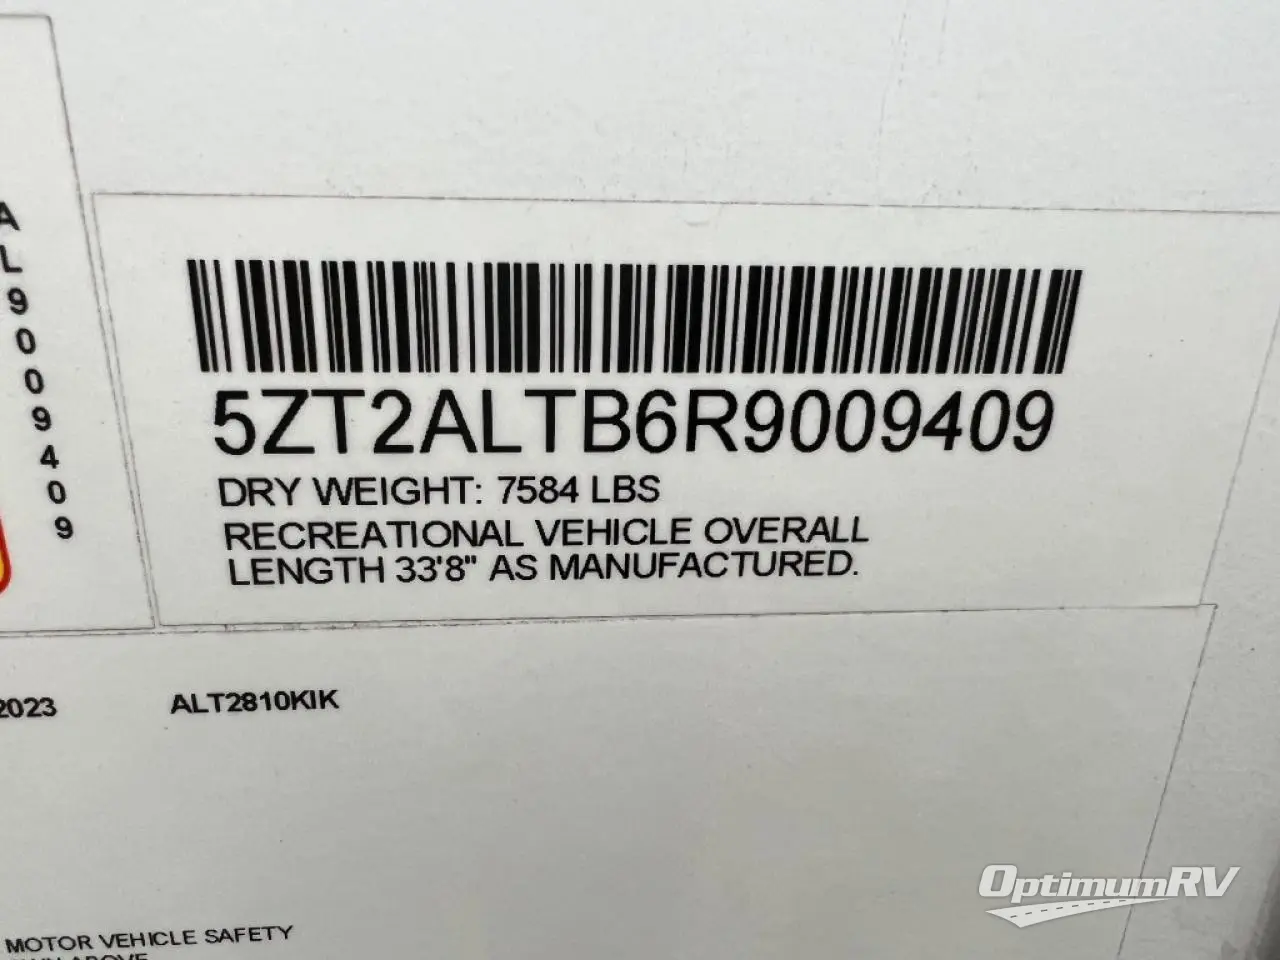 A
L
9
0
0
9
4
0
9
5ZT2ALTB6R9009409
DRY WEIGHT: 7584 LBS
RECREATIONAL VEHICLE OVERALL
LENGTH 33'8" AS MANUFACTURED.
2023 ALT2810KIK
MOTOR VEHICLE SAFETY
ABOVE
OptimumRV